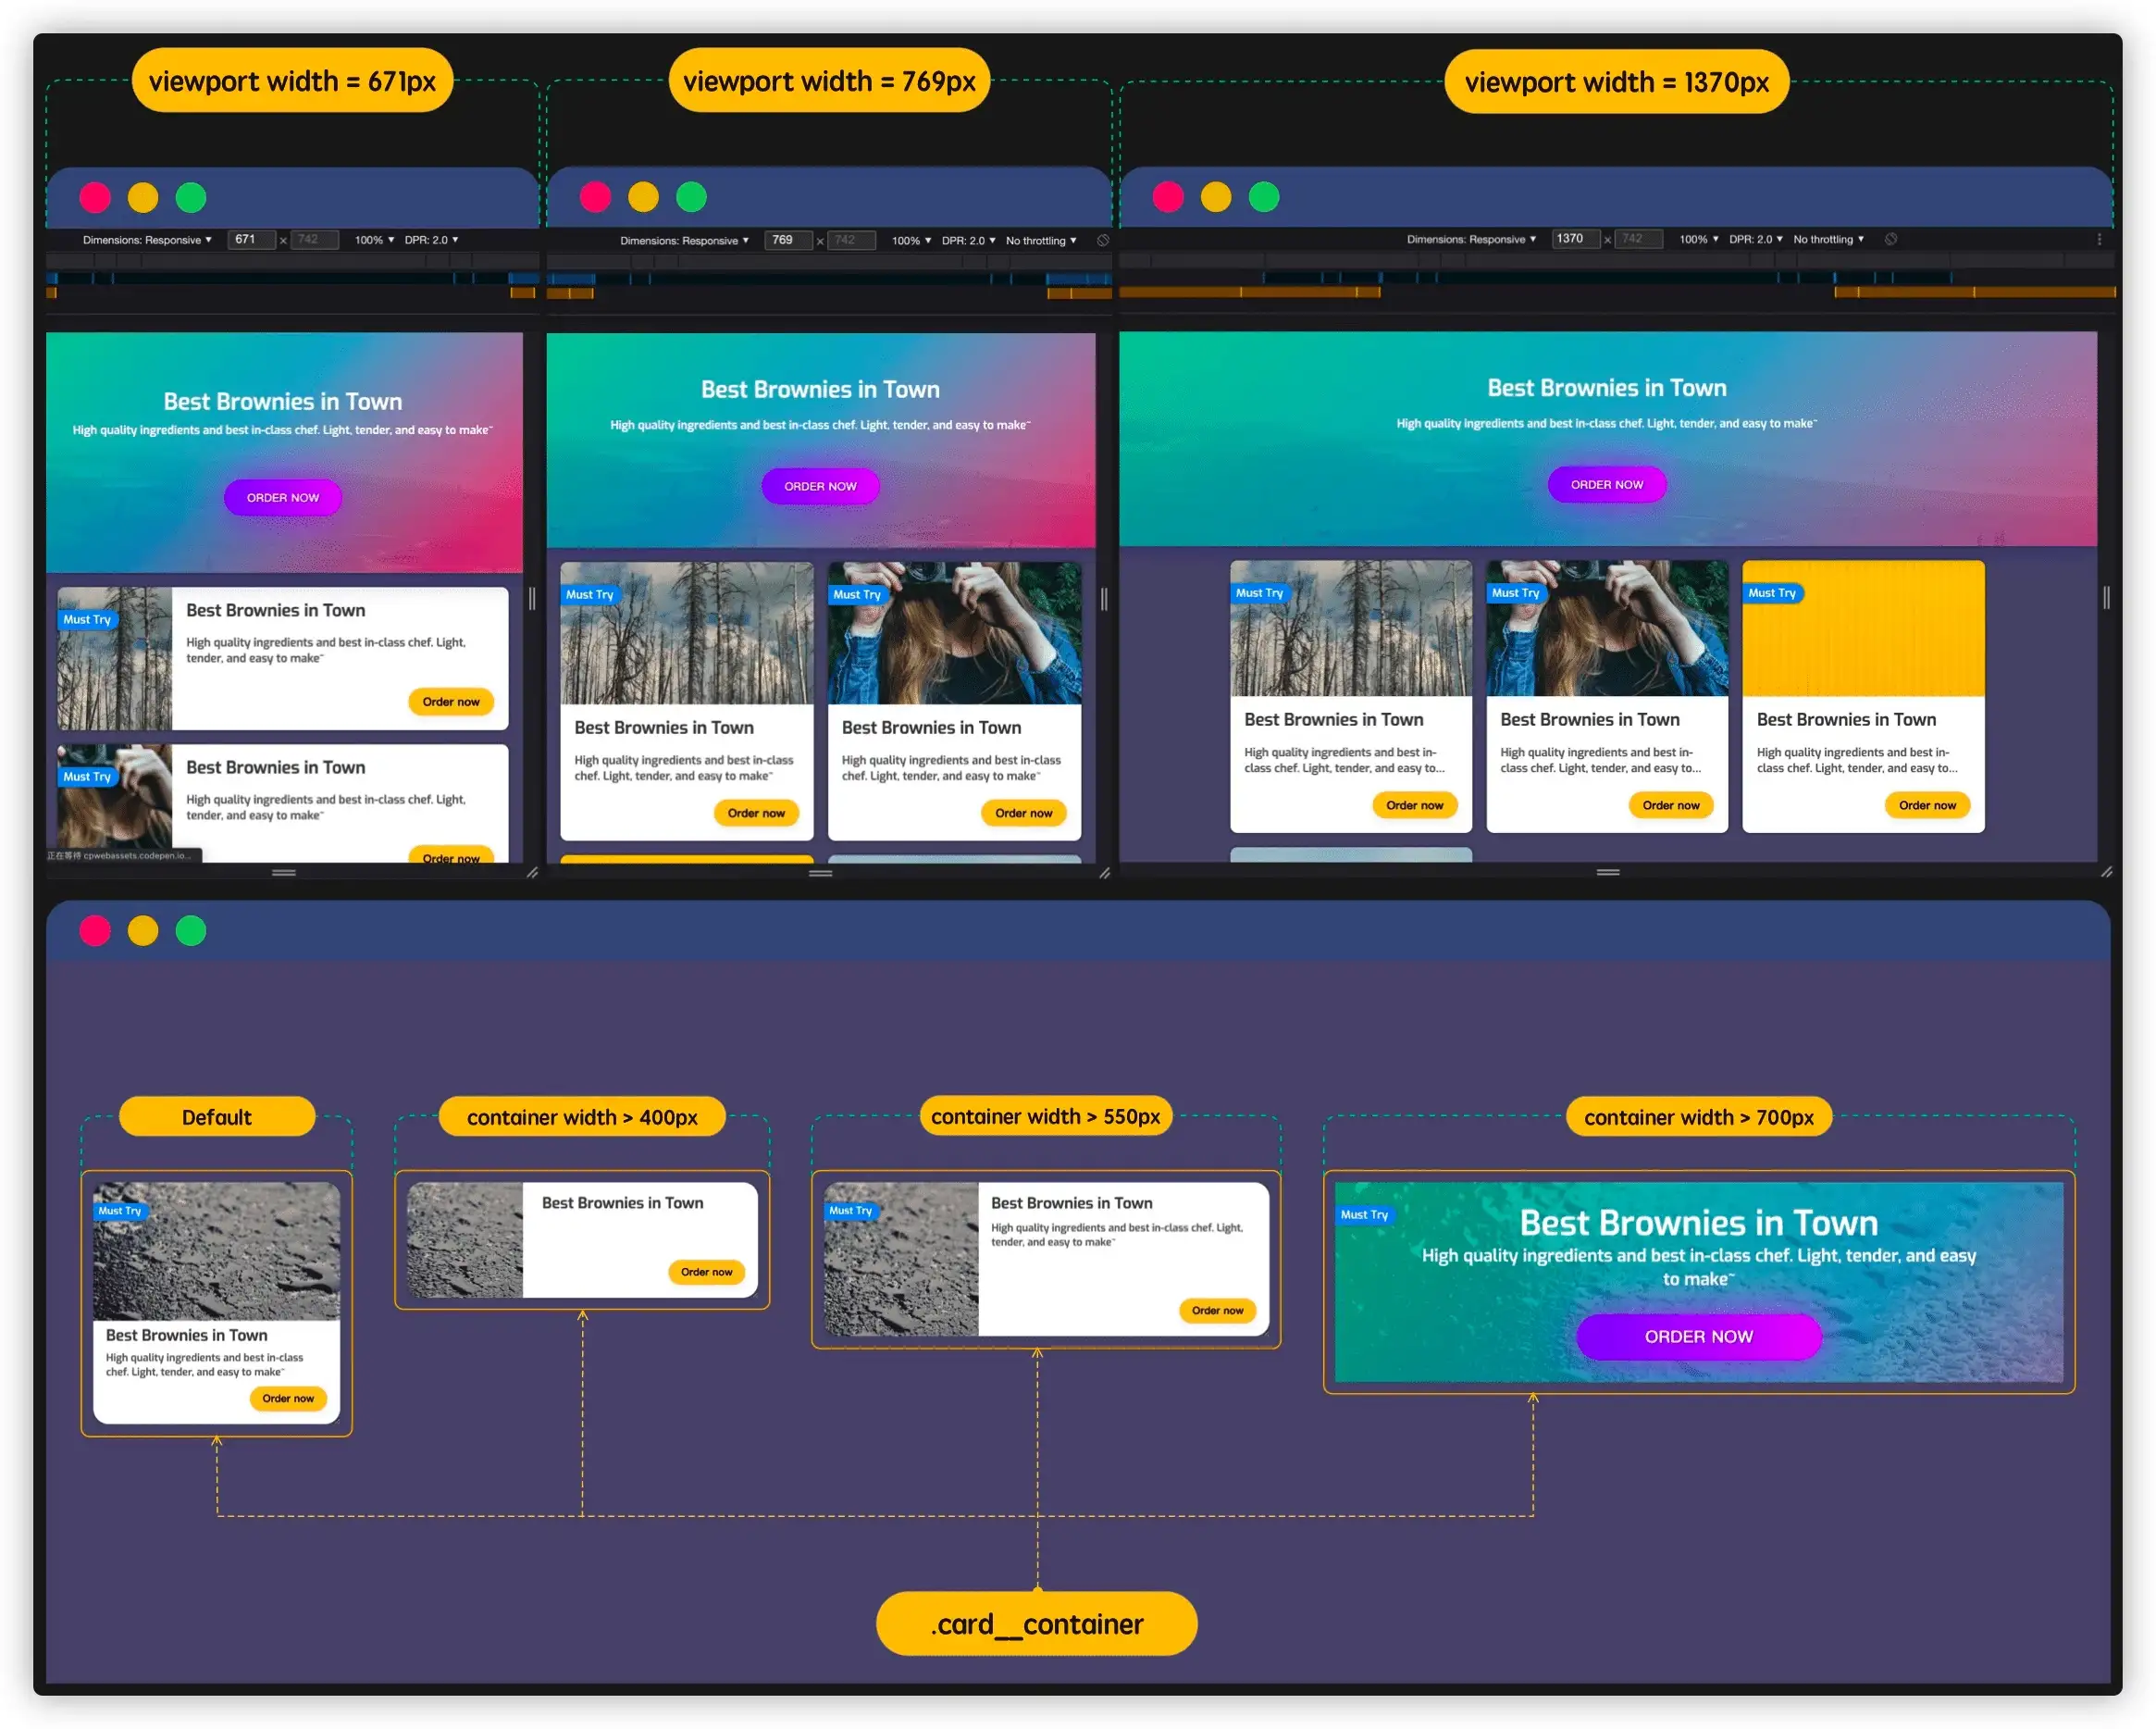 viewport width = 671px
viewport width = 769px
viewport width = 1370px
Dimensions: Responsive ▼ 671 × 742 100% ▼ DPR: 2.0 ▼
Dimensions: Responsive ▼ 769 × 742 100% ▼ DPR: 2.0 ▼ No throttling ▼
Dimensions: Responsive ▼ 1370 × 742 100% ▼ DPR: 2.0 ▼ No throttling ▼
Best Brownies in Town
High quality ingredients and best in-class chef. Light, tender, and easy to make~
ORDER NOW
Must Try
Best Brownies in Town
High quality ingredients and best in-class chef. Light,
tender, and easy to make~
Order now
Must Try
Best Brownies in Town
High quality ingredients and best in-class chef. Light,
tender, and easy to make~
Order now
正在等待 cpwebassets.codepen.io...
Best Brownies in Town
High quality ingredients and best in-class chef. Light, tender, and easy to make~
ORDER NOW
Must Try
Best Brownies in Town
High quality ingredients and best in-class
chef. Light, tender, and easy to make~
Order now
Must Try
Best Brownies in Town
High quality ingredients and best in-class
chef. Light, tender, and easy to make~
Order now
Best Brownies in Town
High quality ingredients and best in-class chef. Light, tender, and easy to make~
ORDER NOW
Must Try
Best Brownies in Town
High quality ingredients and best in-
class chef. Light, tender, and easy to...
Order now
Must Try
Best Brownies in Town
High quality ingredients and best in-
class chef. Light, tender, and easy to...
Order now
Must Try
Best Brownies in Town
High quality ingredients and best in-
class chef. Light, tender, and easy to...
Order now
Default
Must Try
Best Brownies in Town
High quality ingredients and best in-class
chef. Light, tender, and easy to make~
Order now
container width > 400px
Best Brownies in Town
Order now
container width > 550px
Must Try
Best Brownies in Town
High quality ingredients and best in-class chef. Light,
tender, and easy to make~
Order now
container width > 700px
Must Try
Best Brownies in Town
High quality ingredients and best in-class chef. Light, tender, and easy
to make~
ORDER NOW
.card__container